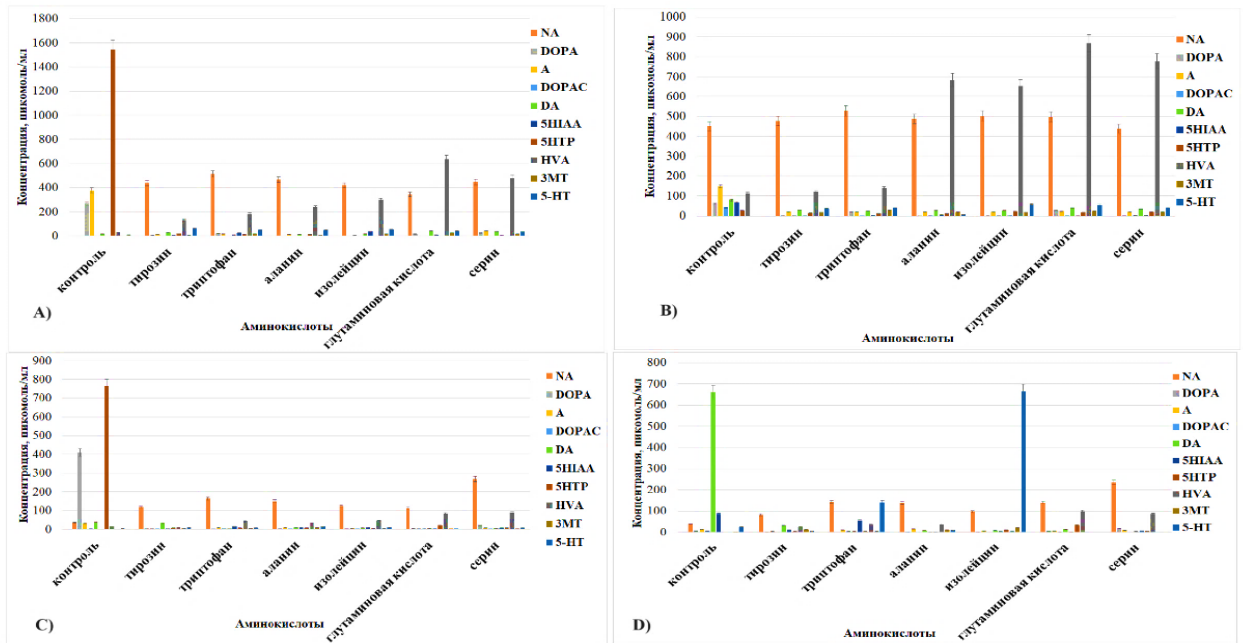 Концентрация, пикомоль/мл
1800
1600
1400
1200
1000
800
600
400
200
0
NA
DOPA
A
DOPAC
DA
5HIAA
5HTP
HVA
3MT
5-HT
контроль
тирозин
триптофан
аланин
изолейцин
глутаминовая кислота
серин
A)
Аминокислоты
Концентрация, пикомоль/мл
1000
900
800
700
600
500
400
300
200
100
0
NA
DOPA
A
DOPAC
DA
5HIAA
5HTP
HVA
3MT
5-HT
контроль
тирозин
триптофан
аланин
изолейцин
глутаминовая кислота
серин
B)
Аминокислоты
Концентрация, пикомоль/мл
900
800
700
600
500
400
300
200
100
0
NA
DOPA
A
DOPAC
DA
5HIAA
5HTP
HVA
3MT
5-HT
контроль
тирозин
триптофан
аланин
изолейцин
глутаминовая кислота
серин
C)
Аминокислоты
Концентрация, пикомоль/мл
800
700
600
500
400
300
200
100
0
NA
DOPA
A
DOPAC
DA
5HIAA
5HTP
HVA
3MT
5-HT
контроль
тирозин
триптофан
аланин
изолейцин
глутаминовая кислота
серин
D)
Аминокислоты